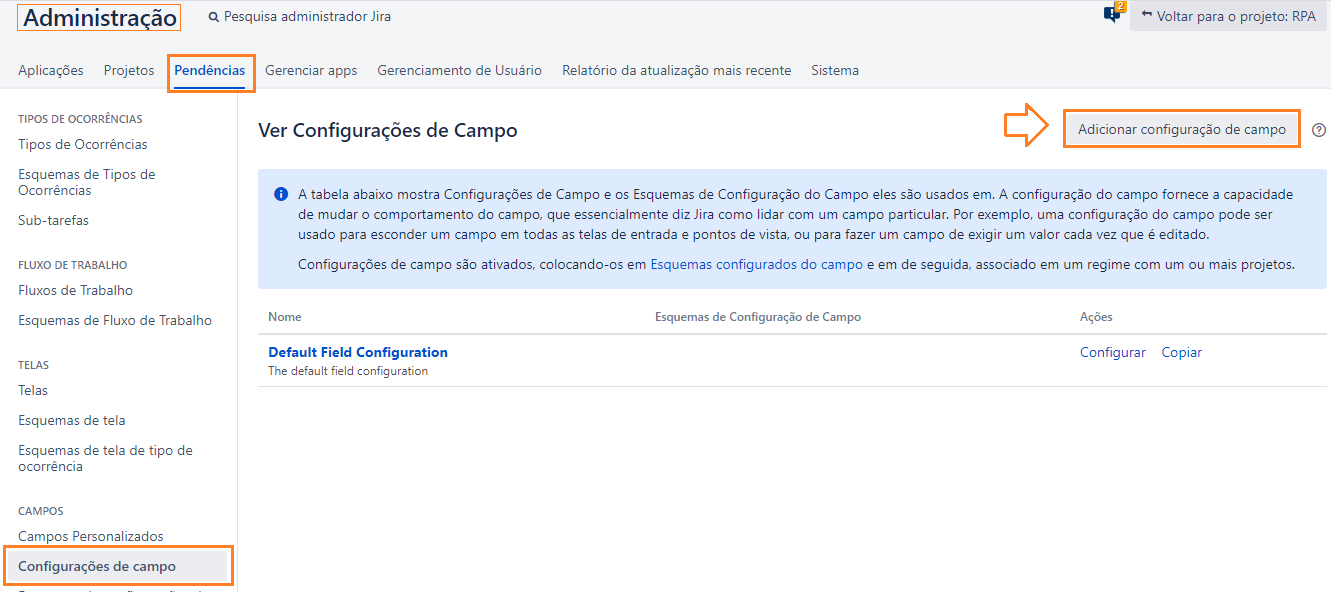 Administração
Pesquisa administrador Jira
2
Voltar para o projeto: RPA
Aplicações
Projetos
Pendências
Gerenciar apps
Gerenciamento de Usuário
Relatório da atualização mais recente
Sistema
TIPOS DE OCORRÊNCIAS
Tipos de Ocorrências
Esquemas de Tipos de
Ocorrências
Sub-tarefas
FLUXO DE TRABALHO
Fluxos de Trabalho
Esquemas de Fluxo de Trabalho
TELAS
Telas
Esquemas de tela
Esquemas de tela de tipo de
ocorrência
CAMPOS
Campos Personalizados
Configurações de campo
Ver Configurações de Campo
Adicionar configuração de campo
A tabela abaixo mostra Configurações de Campo e os Esquemas de Configuração do Campo eles são usados em. A configuração do campo fornece a capacidade
de mudar o comportamento do campo, que essencialmente diz Jira como lidar com um campo particular. Por exemplo, uma configuração do campo pode ser
usado para esconder um campo em todas as telas de entrada e pontos de vista, ou para fazer um campo de exigir um valor cada vez que é editado.
Configurações de campo são ativados, colocando-os em Esquemas configurados do campo e em de seguida, associado em um regime com um ou mais projetos.
Nome
Esquemas de Configuração de Campo
Ações
Default Field Configuration
The default field configuration
Configurar
Copiar